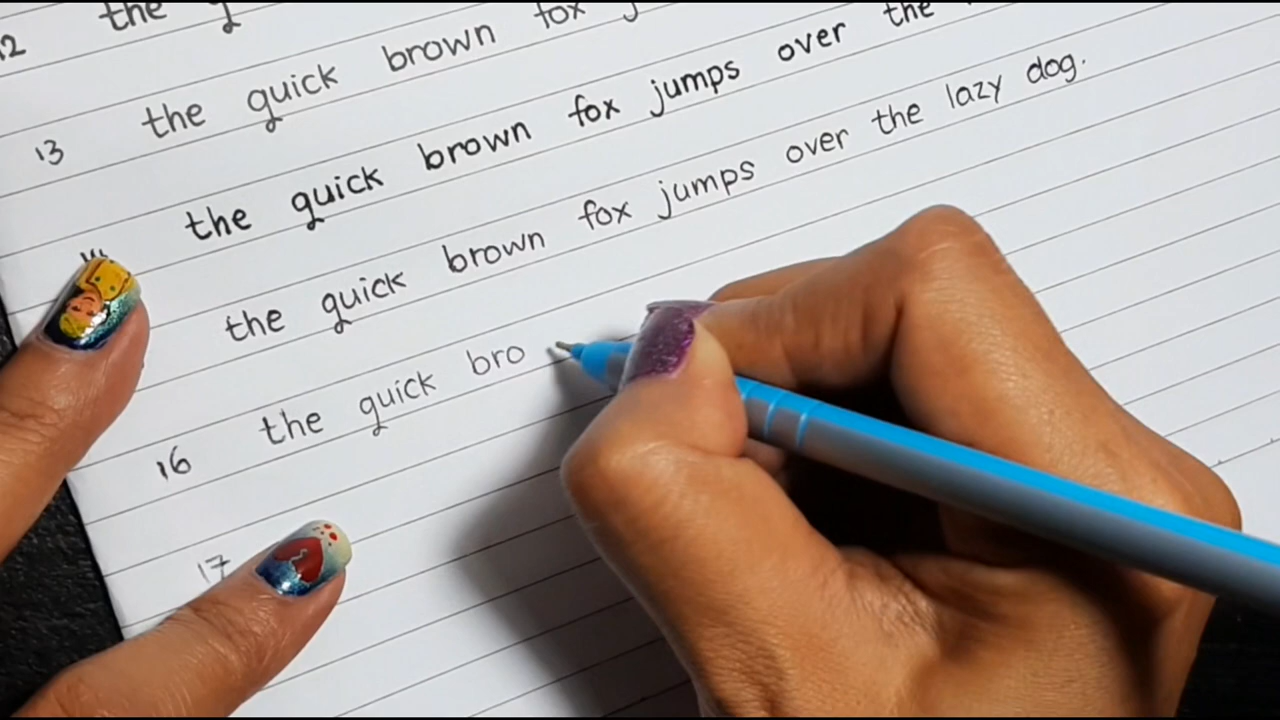 12 the
13 the quick brown fox
the quick brown fox jumps over the
the quick brown fox jumps over the lazy dog.
16 the quick bro
17